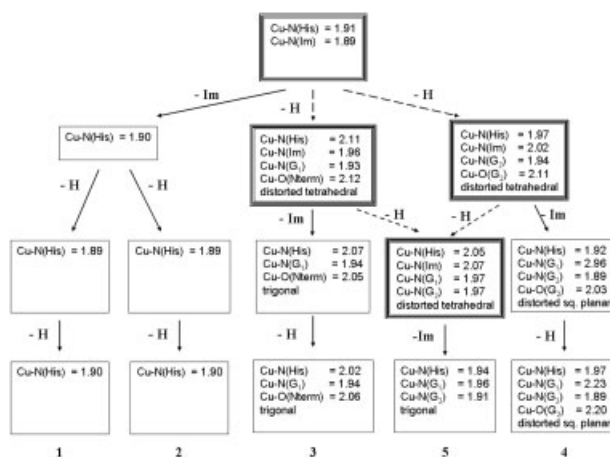 Cu-N(His) = 1.91
Cu-N(Im) = 1.89
- Im
- H
- H
Cu-N(His) = 1.90
Cu-N(His) = 2.11
Cu-N(Im) = 1.96
Cu-N(G₁) = 1.93
Cu-O(Nterm) = 2.12
distorted tetrahedral
Cu-N(His) = 1.97
Cu-N(Im) = 2.02
Cu-N(G₂) = 1.94
Cu-O(G₂) = 2.11
distorted tetrahedral
- H
- H
- Im
- H
- H
- Im
Cu-N(His) = 1.89
Cu-N(His) = 1.89
Cu-N(His) = 2.07
Cu-N(G₁) = 1.94
Cu-O(Nterm) = 2.05
trigonal
Cu-N(His) = 2.05
Cu-N(Im) = 2.07
Cu-N(G₁) = 1.97
Cu-N(G₂) = 1.97
distorted tetrahedral
Cu-N(His) = 1.92
Cu-N(G₁) = 2.96
Cu-N(G₂) = 1.89
Cu-O(G₂) = 2.03
distorted sq. planar
- H
- H
- H
-Im
- H
Cu-N(His) = 1.90
Cu-N(His) = 1.90
Cu-N(His) = 2.02
Cu-N(G₁) = 1.94
Cu-O(Nterm) = 2.06
trigonal
Cu-N(His) = 1.94
Cu-N(G₁) = 1.96
Cu-N(G₂) = 1.91
trigonal
Cu-N(His) = 1.97
Cu-N(G₁) = 2.23
Cu-N(G₂) = 1.89
Cu-O(G₂) = 2.20
distorted sq. planar
1
2
3
5
4